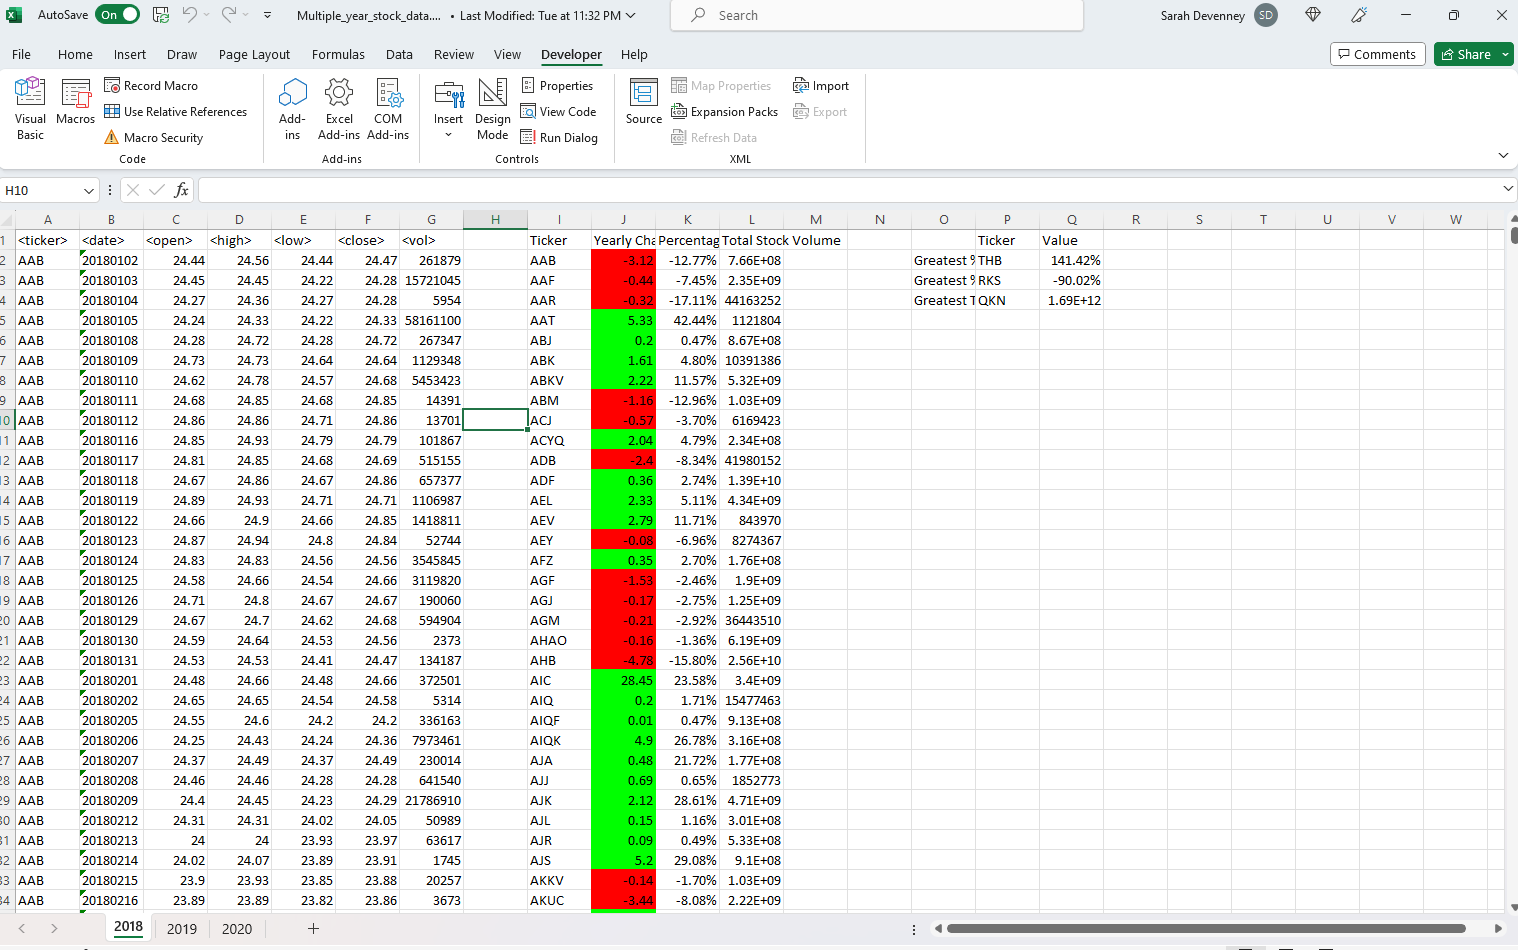 AutoSave On Multiple_year_stock_data.... • Last Modified: Tue at 11:32 PM Search Sarah Devenney SD
File Home Insert Draw Page Layout Formulas Data Review View Developer Help Comments Share
Visual Basic
Macros
Record Macro
Use Relative References
Macro Security
Code
Add-ins
Excel Add-ins
COM Add-ins
Add-ins
Insert
Design Mode
Properties
View Code
Run Dialog
Controls
Source
Map Properties
Expansion Packs
Refresh Data
Import
Export
XML
H10 fx
A B C D E F G H I J K L M N O P Q R S T U V W
1 <ticker> <date> <open> <high> <low> <close> <vol> Ticker Yearly Cha Percentag Total Stock Volume Ticker Value
2 AAB 20180102 24.44 24.56 24.44 24.47 261879 AAB -3.12 -12.77% 7.66E+08 Greatest % THB 141.42%
3 AAB 20180103 24.45 24.45 24.22 24.28 15721045 AAF -0.44 -7.45% 2.35E+09 Greatest % RKS -90.02%
4 AAB 20180104 24.27 24.36 24.27 24.28 5954 AAR -0.32 -17.11% 44163252 Greatest T QKN 1.69E+12
5 AAB 20180105 24.24 24.33 24.22 24.33 58161100 AAT 5.33 42.44% 1121804
6 AAB 20180108 24.28 24.72 24.28 24.72 267347 ABJ 0.2 0.47% 8.67E+08
7 AAB 20180109 24.73 24.73 24.64 24.64 1129348 ABK 1.61 4.80% 10391386
8 AAB 20180110 24.62 24.78 24.57 24.68 5453423 ABKV 2.22 11.57% 5.32E+09
9 AAB 20180111 24.68 24.85 24.68 24.85 14391 ABM -1.16 -12.96% 1.03E+09
10 AAB 20180112 24.86 24.86 24.71 24.86 13701 ACJ -0.57 -3.70% 6169423
11 AAB 20180116 24.85 24.93 24.79 24.79 101867 ACYQ 2.04 4.79% 2.34E+08
12 AAB 20180117 24.81 24.85 24.68 24.69 515155 ADB -2.4 -8.34% 41980152
13 AAB 20180118 24.67 24.86 24.67 24.86 657377 ADF 0.36 2.74% 1.39E+10
14 AAB 20180119 24.89 24.93 24.71 24.71 1106987 AEL 2.33 5.11% 4.34E+09
15 AAB 20180122 24.66 24.9 24.66 24.85 1418811 AEV 2.79 11.71% 843970
16 AAB 20180123 24.87 24.94 24.8 24.84 52744 AEY -0.08 -6.96% 8274367
17 AAB 20180124 24.83 24.83 24.56 24.56 3545845 AFZ 0.35 2.70% 1.76E+08
18 AAB 20180125 24.58 24.66 24.54 24.66 3119820 AGF -1.53 -2.46% 1.9E+09
19 AAB 20180126 24.71 24.8 24.67 24.67 190060 AGJ -0.17 -2.75% 1.25E+09
20 AAB 20180129 24.67 24.7 24.62 24.68 594904 AGM -0.21 -2.92% 36443510
21 AAB 20180130 24.59 24.64 24.53 24.56 2373 AHAO -0.16 -1.36% 6.19E+09
22 AAB 20180131 24.53 24.53 24.41 24.47 134187 AHB -4.78 -15.80% 2.56E+10
23 AAB 20180201 24.48 24.66 24.48 24.66 372501 AIC 28.45 23.58% 3.4E+09
24 AAB 20180202 24.65 24.65 24.54 24.58 5314 AIQ 0.2 1.71% 15477463
25 AAB 20180205 24.55 24.6 24.2 24.2 336163 AIQF 0.01 0.47% 9.13E+08
26 AAB 20180206 24.25 24.43 24.24 24.36 7973461 AIQK 4.9 26.78% 3.16E+08
27 AAB 20180207 24.37 24.49 24.37 24.49 230014 AJA 0.48 21.72% 1.77E+08
28 AAB 20180208 24.46 24.46 24.28 24.28 641540 AJJ 0.69 0.65% 1852773
29 AAB 20180209 24.4 24.45 24.23 24.29 21786910 AJK 2.12 28.61% 4.71E+09
30 AAB 20180212 24.31 24.31 24.02 24.05 50989 AJL 0.15 1.16% 3.01E+08
31 AAB 20180213 24 24 23.93 23.97 63617 AJR 0.09 0.49% 5.33E+08
32 AAB 20180214 24.02 24.07 23.89 23.91 1745 AJS 5.2 29.08% 9.1E+08
33 AAB 20180215 23.9 23.93 23.85 23.88 20257 AKKV -0.14 -1.70% 1.03E+09
34 AAB 20180216 23.89 23.89 23.82 23.86 3673 AKUC -3.44 -8.08% 2.22E+09
2018 2019 2020